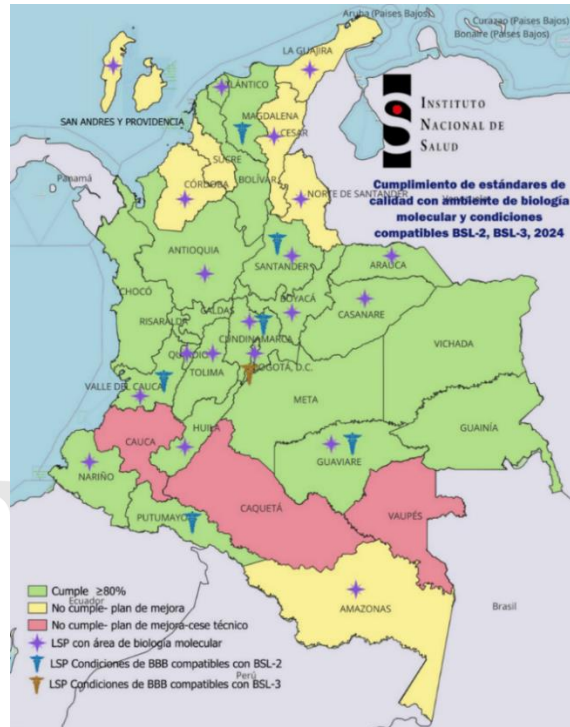 Aruba (Países Bajos)
Curazao (Países Bajos)
Bonaire (Países Bajos)
LA GUAJIRA
ATLÁNTICO
SAN ANDRES Y PROVIDENCIA
MAGDALENA
CESAR
INSTITUTO
NACIONAL DE
SALUD
SUCRE
Panamá
CÓRDOBA
BOLÍVAR
NORTE DE SANTANDER
Cumplimiento de estándares de
calidad con ambiente de biología
molecular y condiciones
compatibles BSL-2, BSL-3, 2024
ANTIOQUIA
SANTANDER
ARAUCA
CHOCÓ
BOYACÁ
CASANARE
RISARALDA
CALDAS
CUNDINAMARCA
VICHADA
QUINDIO
TOLIMA
BOGOTÁ, D.C.
VALLE DEL CAUCA
META
GUAINÍA
CAUCA
HUILA
GUAVIARE
NARIÑO
CAQUETÁ
VAUPÉS
PUTUMAYO
Cumple ≥80%
Ecuador
No cumple- plan de mejora
AMAZONAS
Brasil
No cumple- plan de mejora-cese técnico
LSP con área de biología molecular
LSP Condiciones de BBB compatibles con BSL-2
Perú
LSP Condiciones de BBB compatibles con BSL-3